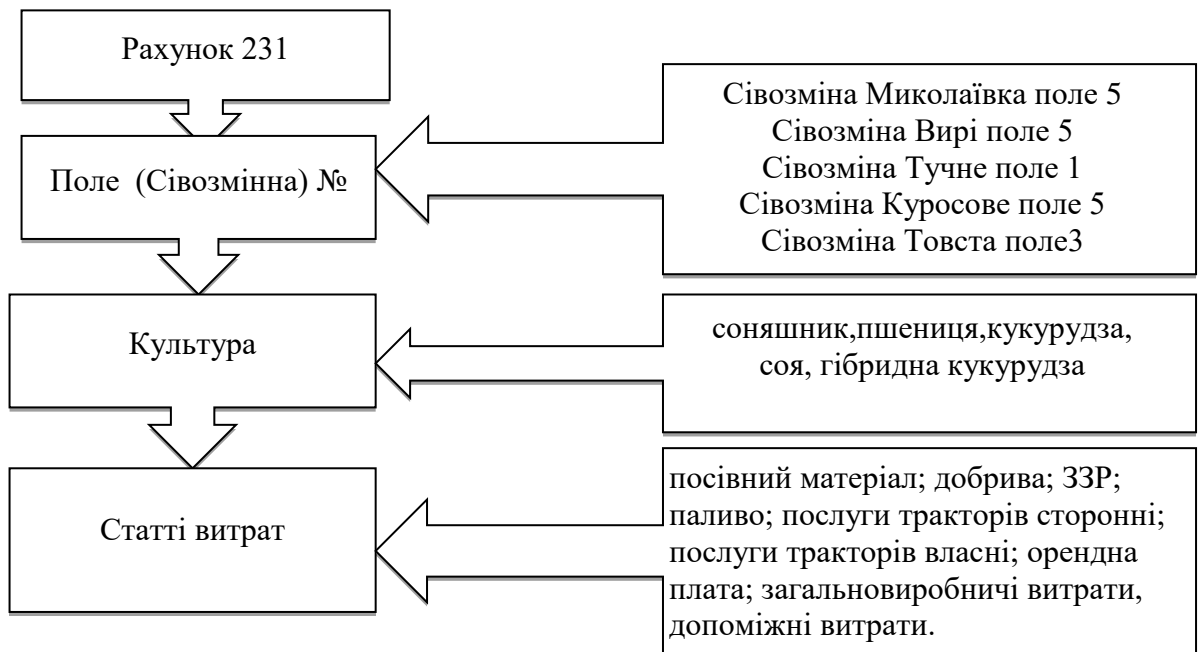 Рахунок 231
Поле (Сівозмінна) №
Сівозміна Миколаївка поле 5
Сівозміна Вирі поле 5
Сівозміна Тучне поле 1
Сівозміна Куросове поле 5
Сівозміна Товста поле3
Культура
соняшник,пшениця,кукурудза,
соя, гібридна кукурудза
Статті витрат
посівний матеріал; добрива; ЗЗР;
паливо; послуги тракторів сторонні;
послуги тракторів власні; орендна
плата; загальновиробничі витрати,
допоміжні витрати.